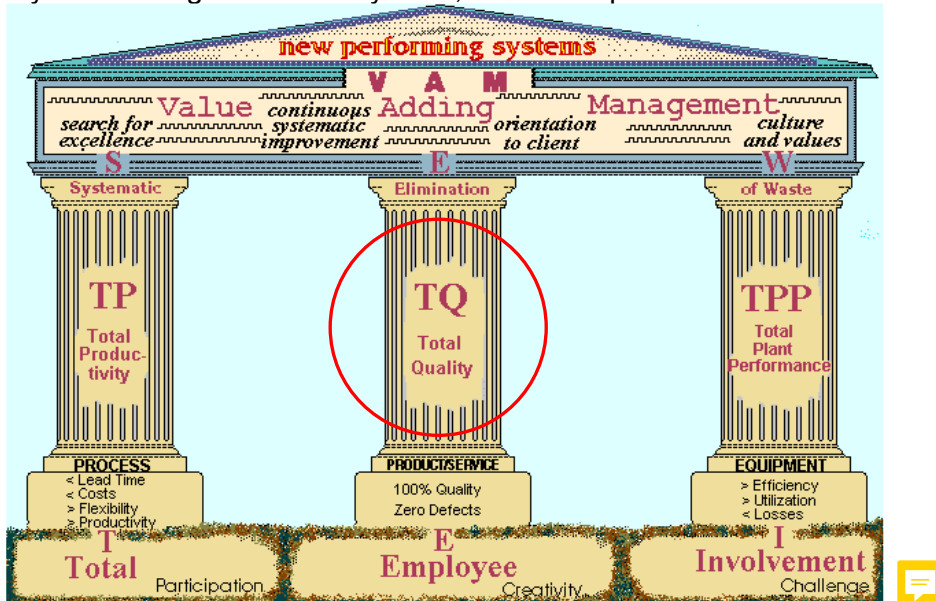 new performing systems
V A M
Value Adding Management
search for excellence
continuous systematic improvement
orientation to client
culture and values
S E W
Systematic Elimination of Waste
TP
Total
Produc-
tivity
TQ
Total
Quality
TPP
Total
Plant
Performance
PROCESS
< Lead Time
< Costs
> Flexibility
> Productivity
PRODUCT/SERVICE
100% Quality
Zero Defects
EQUIPMENT
> Efficiency
> Utilization
< Losses
T E I
Total Employee Involvement
Participation Creativity Challenge